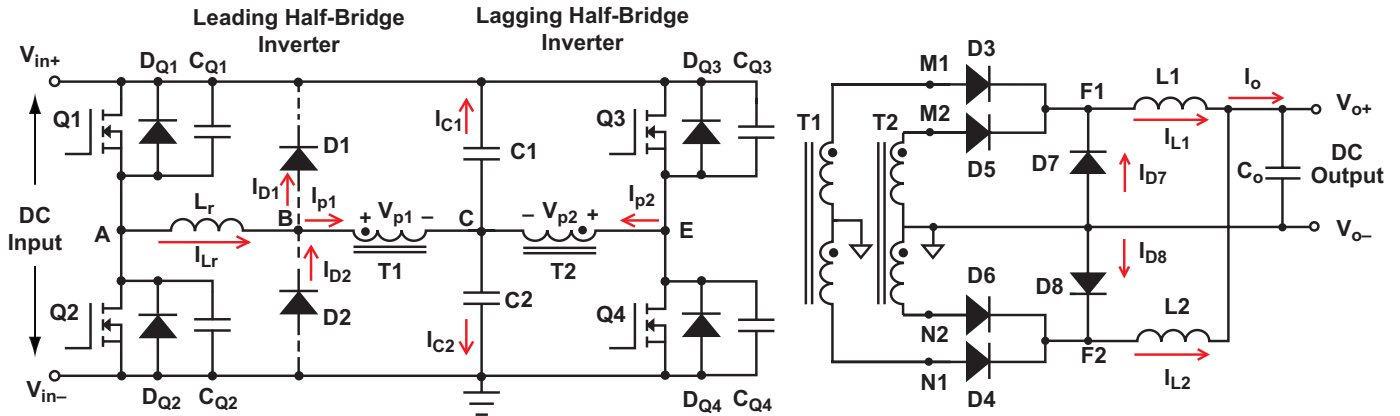 Leading Half-Bridge
Inverter
Lagging Half-Bridge
Inverter
Vin+
DQ1
CQ1
DQ3
CQ3
Q1
Q3
IC1
C1
D1
ID1
Ip1
Ip2
DC
Input
A
Lr
B
+ Vp1 –
C
– Vp2 +
E
ILr
T1
T2
ID2
D2
C2
IC2
Q2
Q4
Vin–
DQ2
CQ2
DQ4
CQ4
M1
D3
M2
D5
F1
L1
Io
Vo+
IL1
T1
T2
D7
ID7
Co
DC
Output
Vo–
ID8
D8
D6
N2
L2
F2
N1
D4
IL2